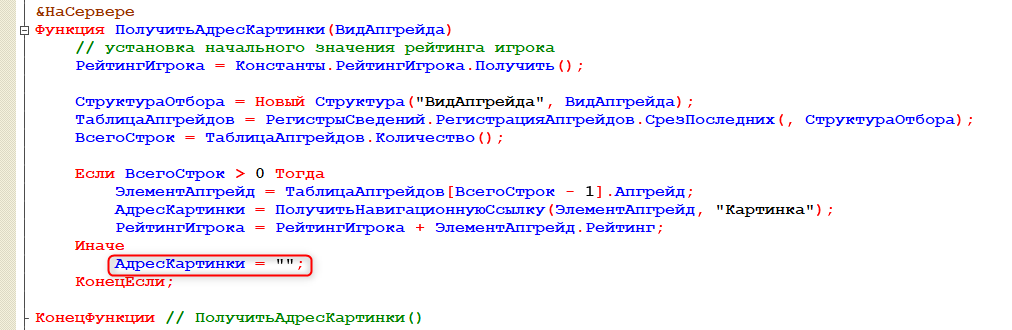 &НаСервере
Функция ПолучитьАдресКартинки(ВидАпгрейда)
// установка начального значения рейтинга игрока
РейтингИгрока = Константы.РейтингИгрока.Получить();
СтруктураОтбора = Новый Структура("ВидАпгрейда", ВидАпгрейда);
ТаблицаАпгрейдов = РегистрыСведений.РегистрацияАпгрейдов.СрезПоследних(, СтруктураОтбора);
ВсегоСтрок = ТаблицаАпгрейдов.Количество();
Если ВсегоСтрок > 0 Тогда
ЭлементАпгрейд = ТаблицаАпгрейдов[ВсегоСтрок - 1].Апгрейд;
АдресКартинки = ПолучитьНавигационнуюСсылку(ЭлементАпгрейд, "Картинка");
РейтингИгрока = РейтингИгрока + ЭлементАпгрейд.Рейтинг;
Иначе
АдресКартинки = "";
КонецЕсли;
КонецФункции // ПолучитьАдресКартинки()